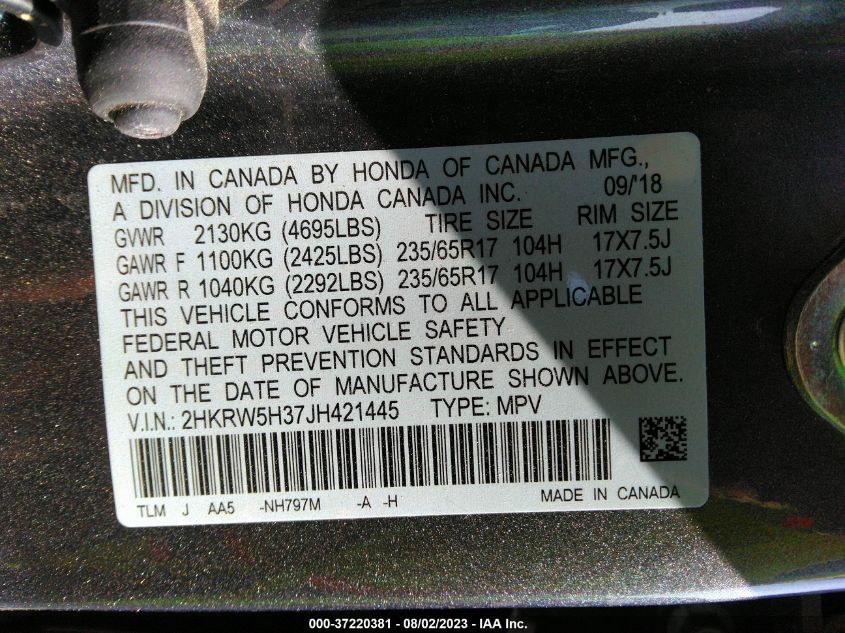 MFD. IN CANADA BY HONDA OF CANADA MFG.,
A DIVISION OF HONDA CANADA INC. 09/'18
GVWR 2130KG (4695LBS) TIRE SIZE RIM SIZE
GAWR F 1100KG (2425LBS) 235/65R17 104H 17X7.5J
GAWR R 1040KG (2292LBS) 235/65R17 104H 17X7.5J
THIS VEHICLE CONFORMS TO ALL APPLICABLE
FEDERAL MOTOR VEHICLE SAFETY
AND THEFT PREVENTION STANDARDS IN EFFECT
ON THE DATE OF MANUFACTURE SHOWN ABOVE.
V.I.N.: 2HKRW5H37JH421445 TYPE: MPV
TLM J AA5 -NH797M -A -H MADE IN CANADA
000-37220381 - 08/02/2023 - IAA Inc.